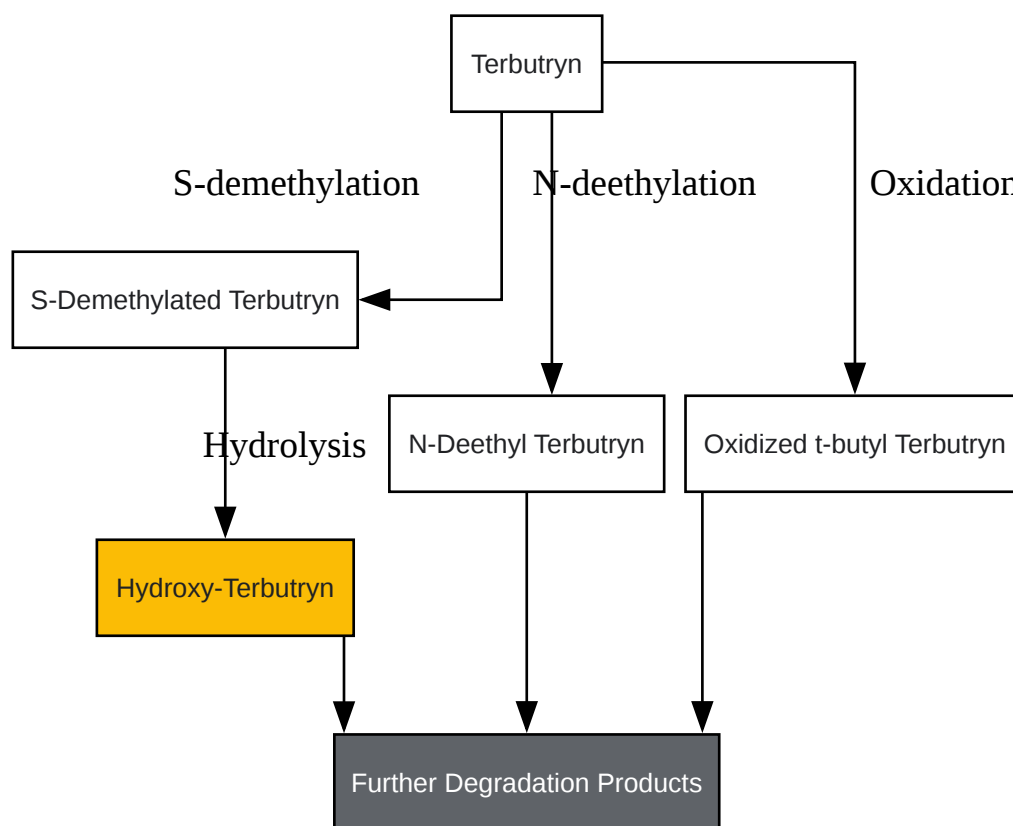 Terbutryn
S-demethylation
N-deethylation
Oxidation
S-Demethylated Terbutryn
Hydrolysis
N-Deethyl Terbutryn
Oxidized t-butyl Terbutryn
Hydroxy-Terbutryn
Further Degradation Products